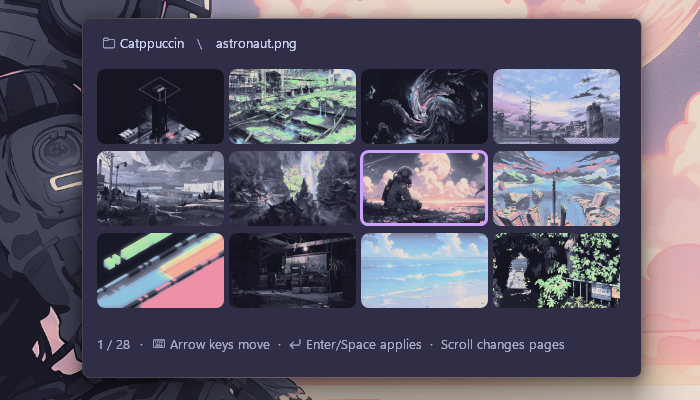 Catppuccin \ astronaut.png
1 / 28 · Arrow keys move · Enter/Space applies · Scroll changes pages